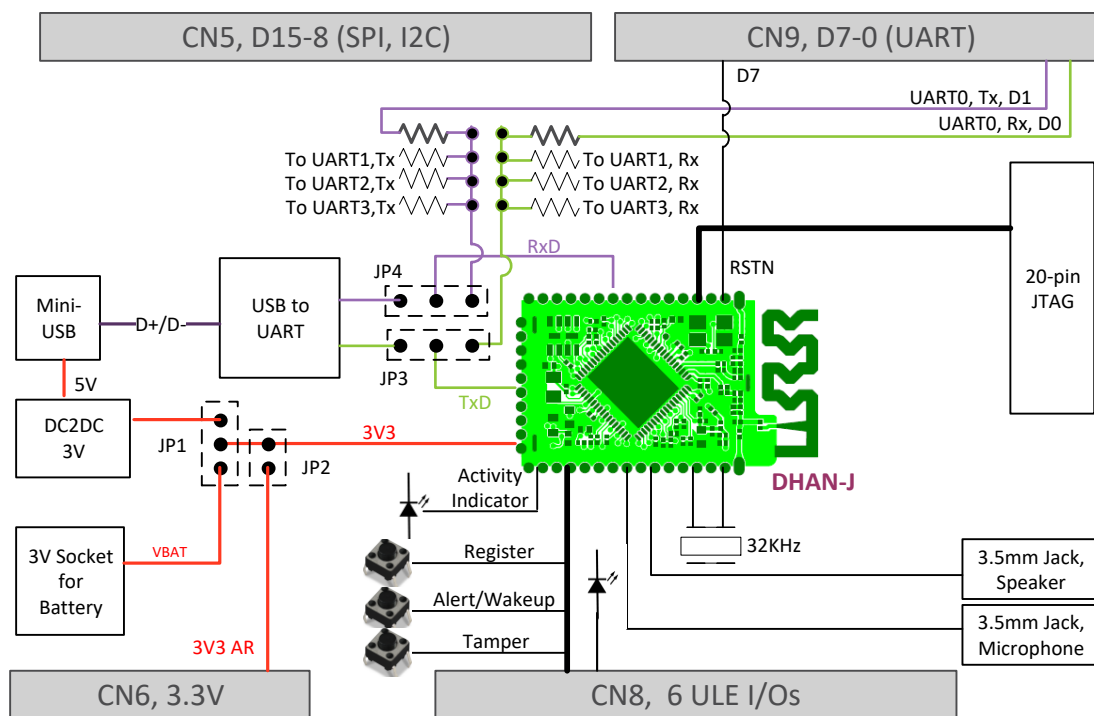 CN5, D15-8 (SPI, I2C)
CN9, D7-0 (UART)
D7
UART0, Tx, D1
UART0, Rx, D0
To UART1,Tx
To UART2,Tx
To UART3,Tx
To UART1, Rx
To UART2, Rx
To UART3, Rx
RxD
RSTN
20-pin
JTAG
JP4
Mini-
USB
D+/D-
USB to
UART
JP3
TxD
5V
DC2DC
3V
JP1
3V3
JP2
DHAN-J
Activity
Indicator
3V Socket
for
Battery
VBAT
Register
Alert/Wakeup
Tamper
32KHz
3.5mm Jack,
Speaker
3.5mm Jack,
Microphone
3V3 AR
CN6, 3.3V
CN8,  6 ULE I/Os